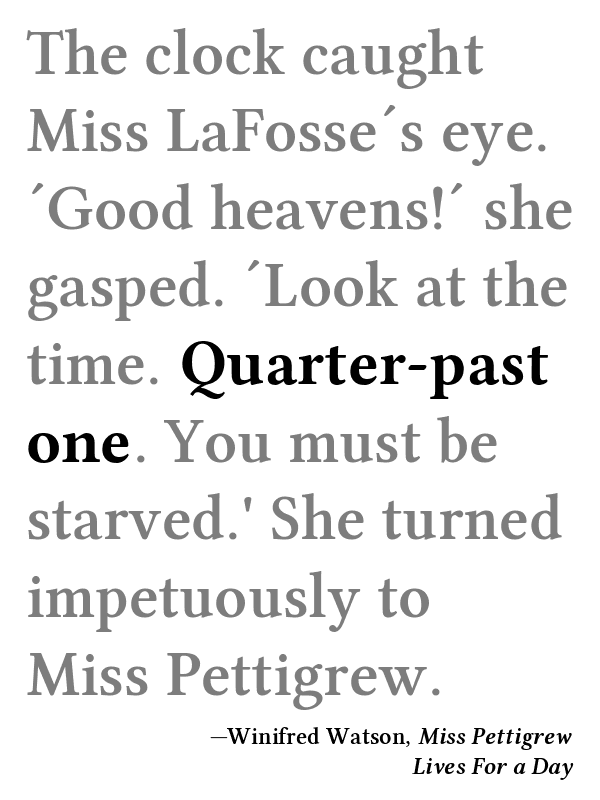 The clock caught
Miss LaFosse´s eye.
´Good heavens!´ she
gasped. ´Look at the
time. Quarter-past
one. You must be
starved.' She turned
impetuously to
Miss Pettigrew.
—Winifred Watson, Miss Pettigrew
Lives For a Day